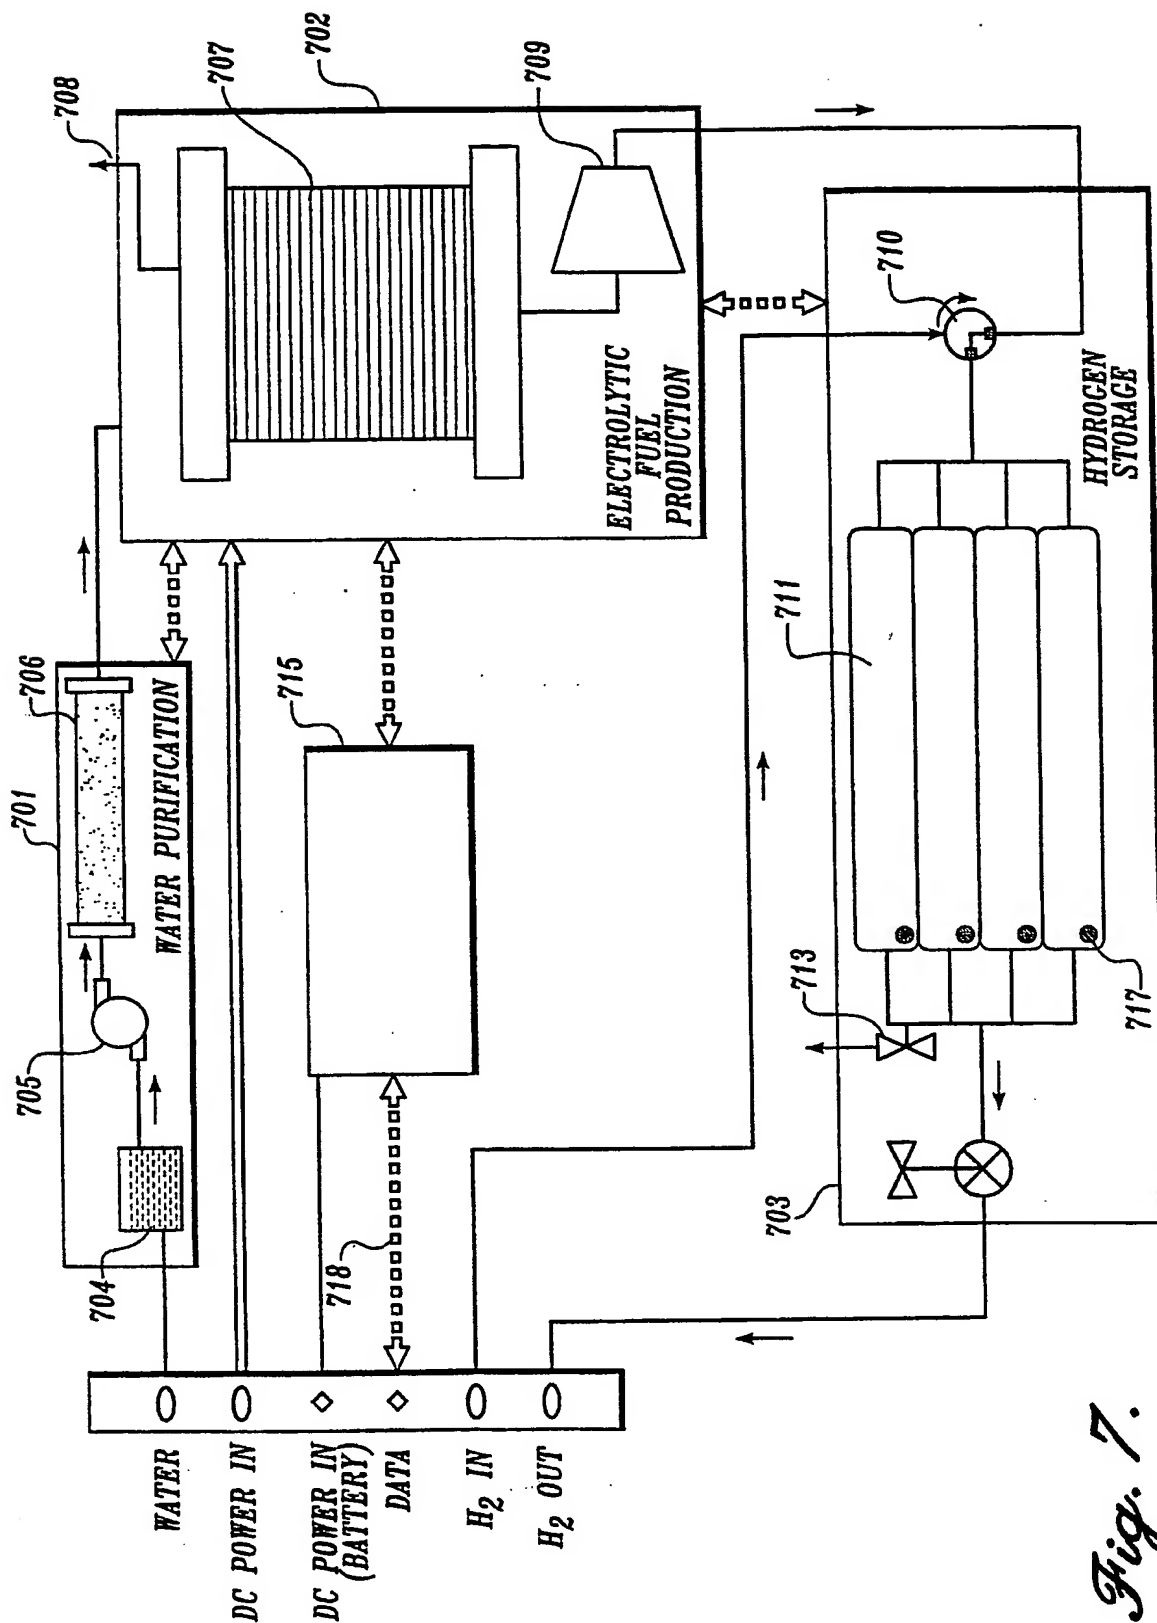 708
707
702
709
701
706
WATER PURIFICATION
705
704
ELECTROLYTIC
FUEL
PRODUCTION
715
718
710
HYDROGEN
STORAGE
711
713
717
703
WATER
DC POWER IN
DC POWER IN
(BATTERY)
DATA
H₂ IN
H₂ OUT
Fig. 7.